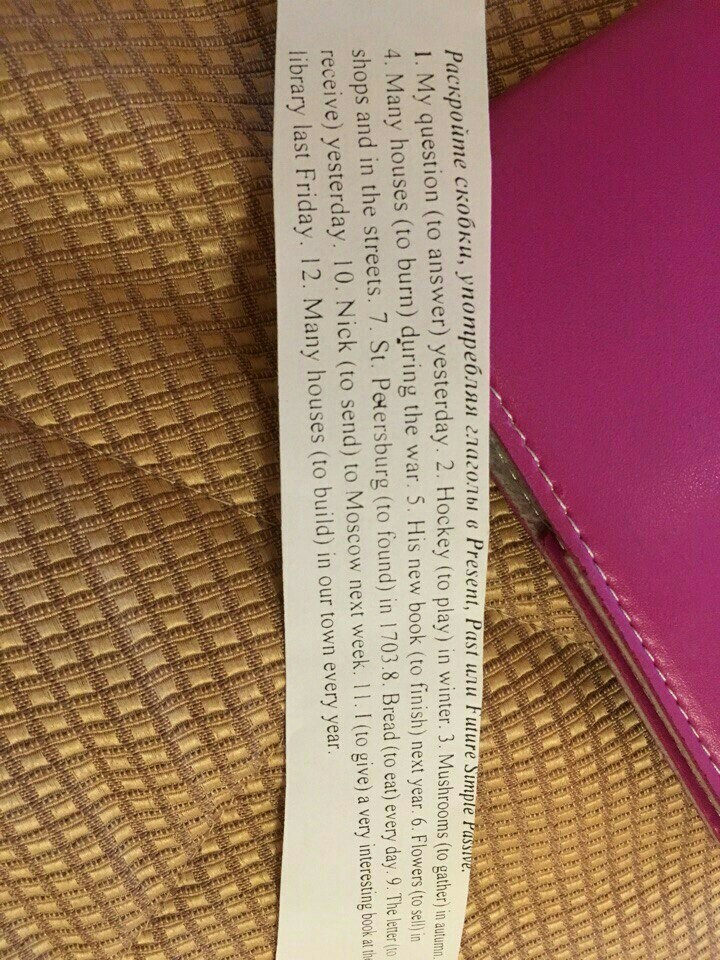 Раскройте скобки, употребляя глаголы в Present, Past или Future Simple Passive.
1. My question (to answer) yesterday. 2. Hockey (to play) in winter. 3. Mushrooms (to gather) in autumn.
4. Many houses (to burn) during the war. 5. His new book (to finish) next year. 6. Flowers (to sell) in
shops and in the streets. 7. St. Petersburg (to found) in 1703. 8. Bread (to eat) every day. 9. The letter (to
receive) yesterday. 10. Nick (to send) to Moscow next week. 11. I (to give) a very interesting book at the
library last Friday. 12. Many houses (to build) in our town every year.